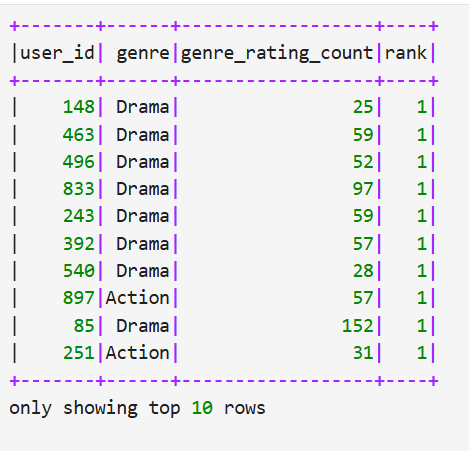 +-------+------+------------------+----+
|user_id| genre|genre_rating_count|rank|
+-------+------+------------------+----+
|    148| Drama|                25|   1|
|    463| Drama|                59|   1|
|    496| Drama|                52|   1|
|    833| Drama|                97|   1|
|    243| Drama|                59|   1|
|    392| Drama|                57|   1|
|    540| Drama|                28|   1|
|    897|Action|                57|   1|
|     85| Drama|               152|   1|
|    251|Action|                31|   1|
+-------+------+------------------+----+
only showing top 10 rows